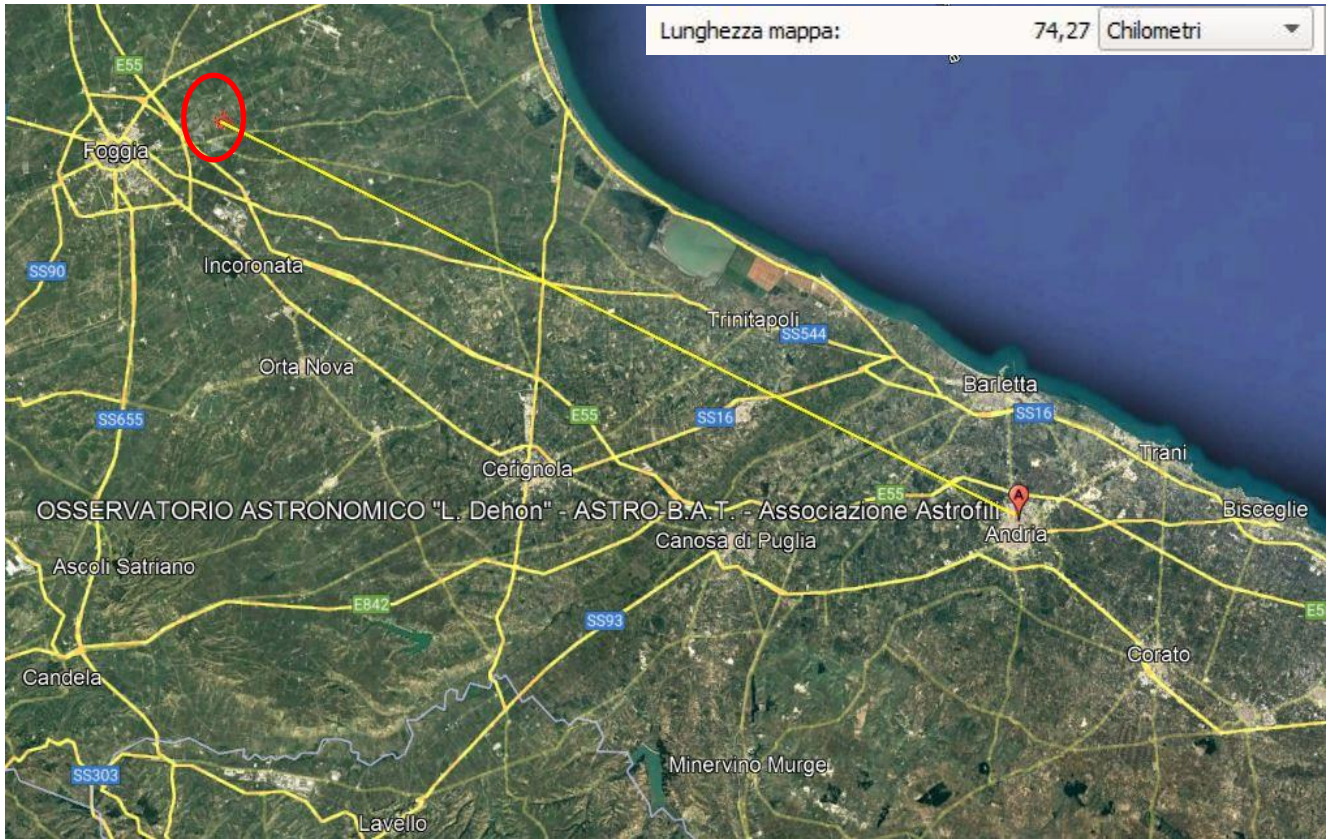 Lunghezza mappa: 74,27 Chilometri
E55
Foggia
SS90
Incoronata
Trinitapoli
SS544
Orta Nova
Barletta
SS655
E55
SS16
SS16
Trani
Cerignola
E55
OSSERVATORIO ASTRONOMICO "L. Dehon" - ASTRO-B.A.T. - Associazione Astrofili
A
Bisceglie
Canosa di Puglia
Andria
Ascoli Satriano
E842
SS93
E5
Corato
Candela
Minervino Murge
SS303
Lavello